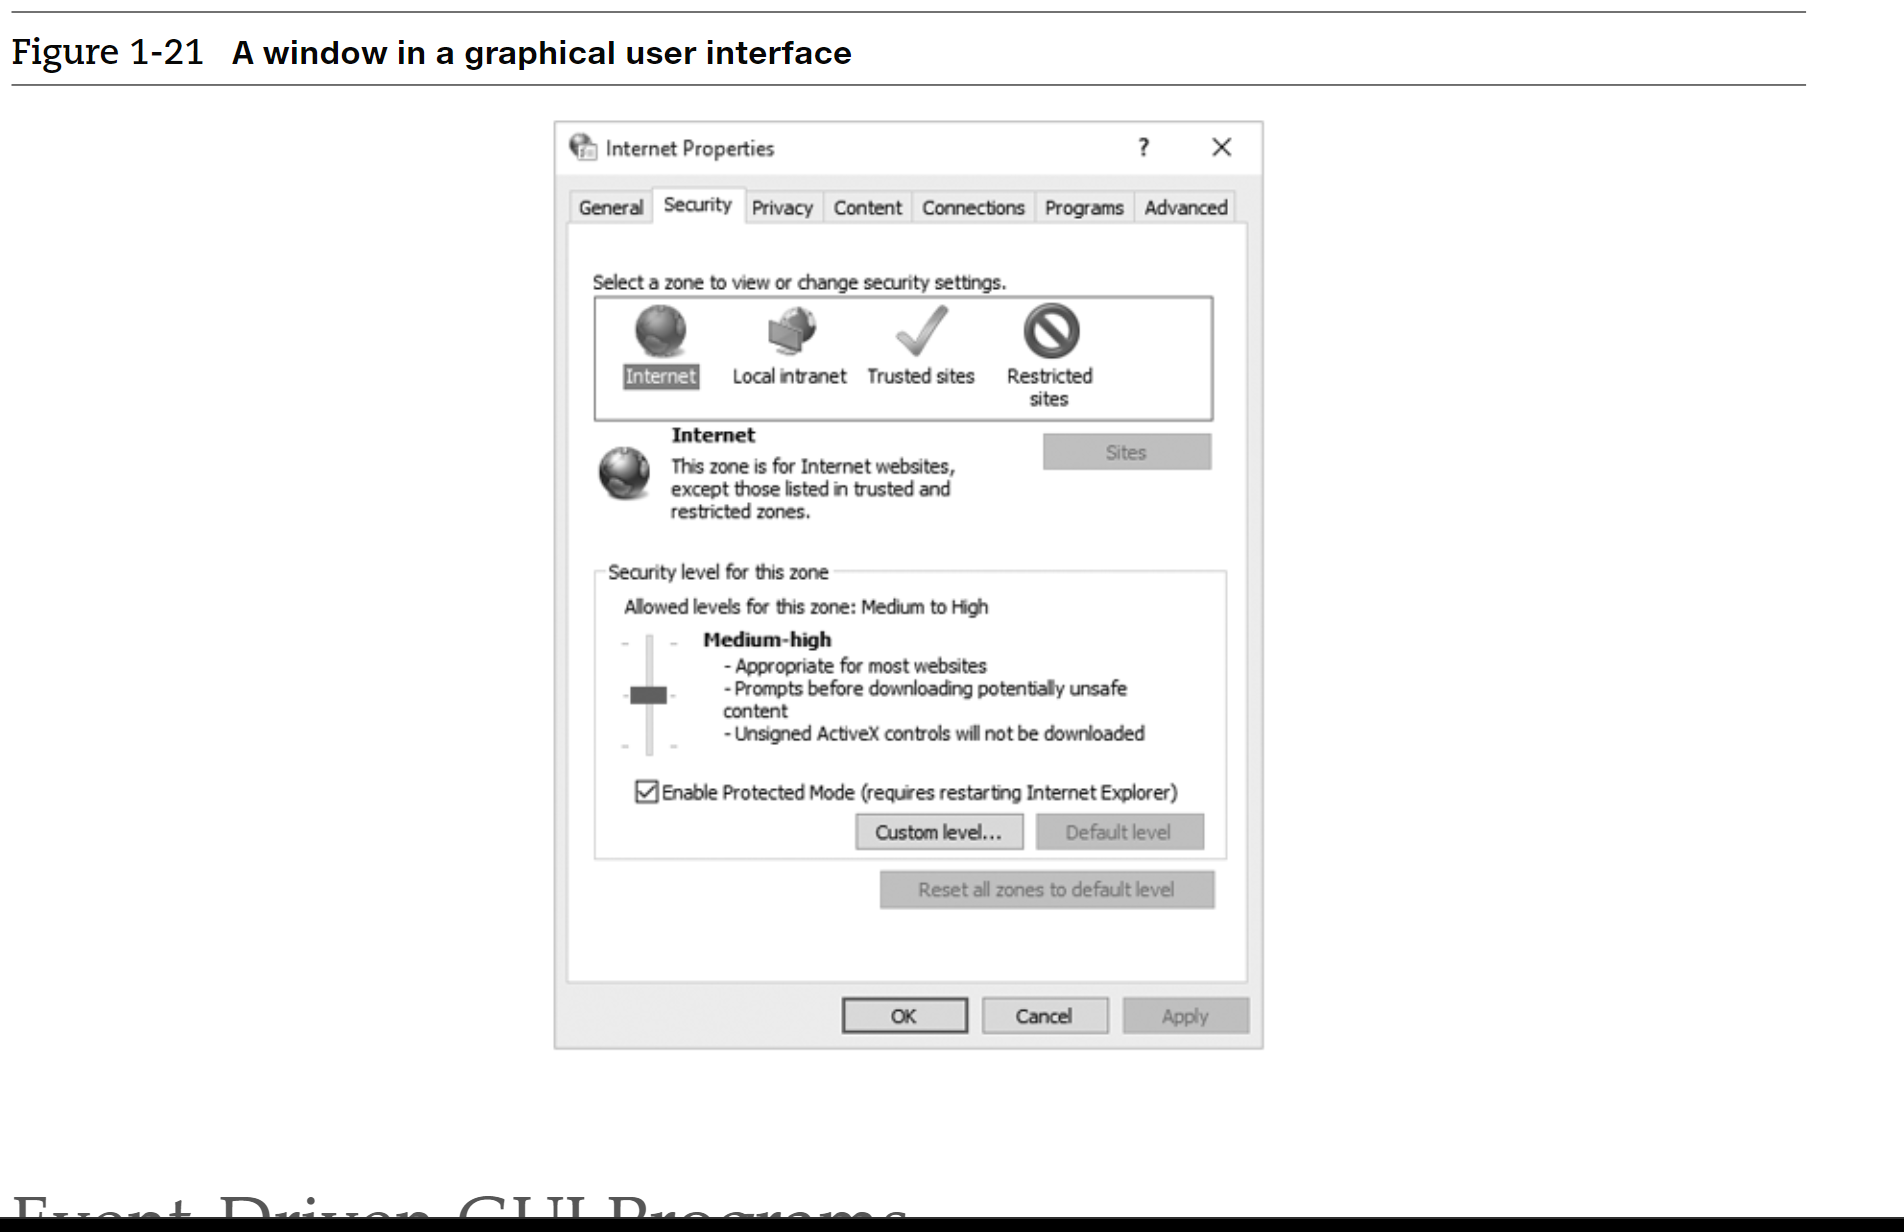 Figure 1-21 A window in a graphical user interface
Internet Properties ?
General Security Privacy Content Connections Programs Advanced
Select a zone to view or change security settings.
Internet Local intranet Trusted sites Restricted
sites
Internet
Sites
This zone is for Internet websites,
except those listed in trusted and
restricted zones.
Security level for this zone
Allowed levels for this zone: Medium to High
Medium-high
- Appropriate for most websites
- Prompts before downloading potentially unsafe
content
- Unsigned ActiveX controls will not be downloaded
Enable Protected Mode (requires restarting Internet Explorer)
Custom level... Default level
Reset all zones to default level
OK Cancel Apply
Event-Driven GUI Programs